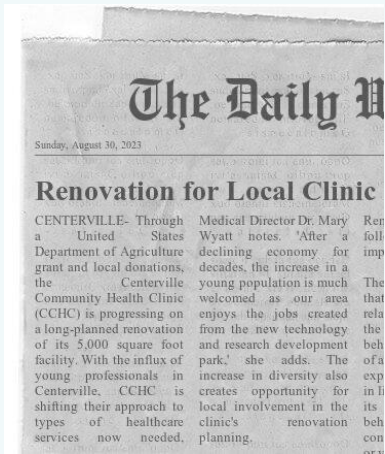 The Daily
Sunday, August 30, 2023
Renovation for Local Clinic
CENTERVILLE- Through
a United States
Department of Agriculture
grant and local donations,
the Centerville
Community Health Clinic
(CCHC) is progressing on
a long-planned renovation
of its 5,000 square foot
facility. With the influx of
young professionals in
Centerville, CCHC is
shifting their approach to
types of healthcare
services now needed,
Medical Director Dr. Mary
Wyatt notes. 'After a
declining economy for
decades, the increase in a
young population is much
welcomed as our area
enjoys the jobs created
from the new technology
and research development
park,' she adds. The
increase in diversity also
creates opportunity for
local involvement in the
clinic's renovation
planning.